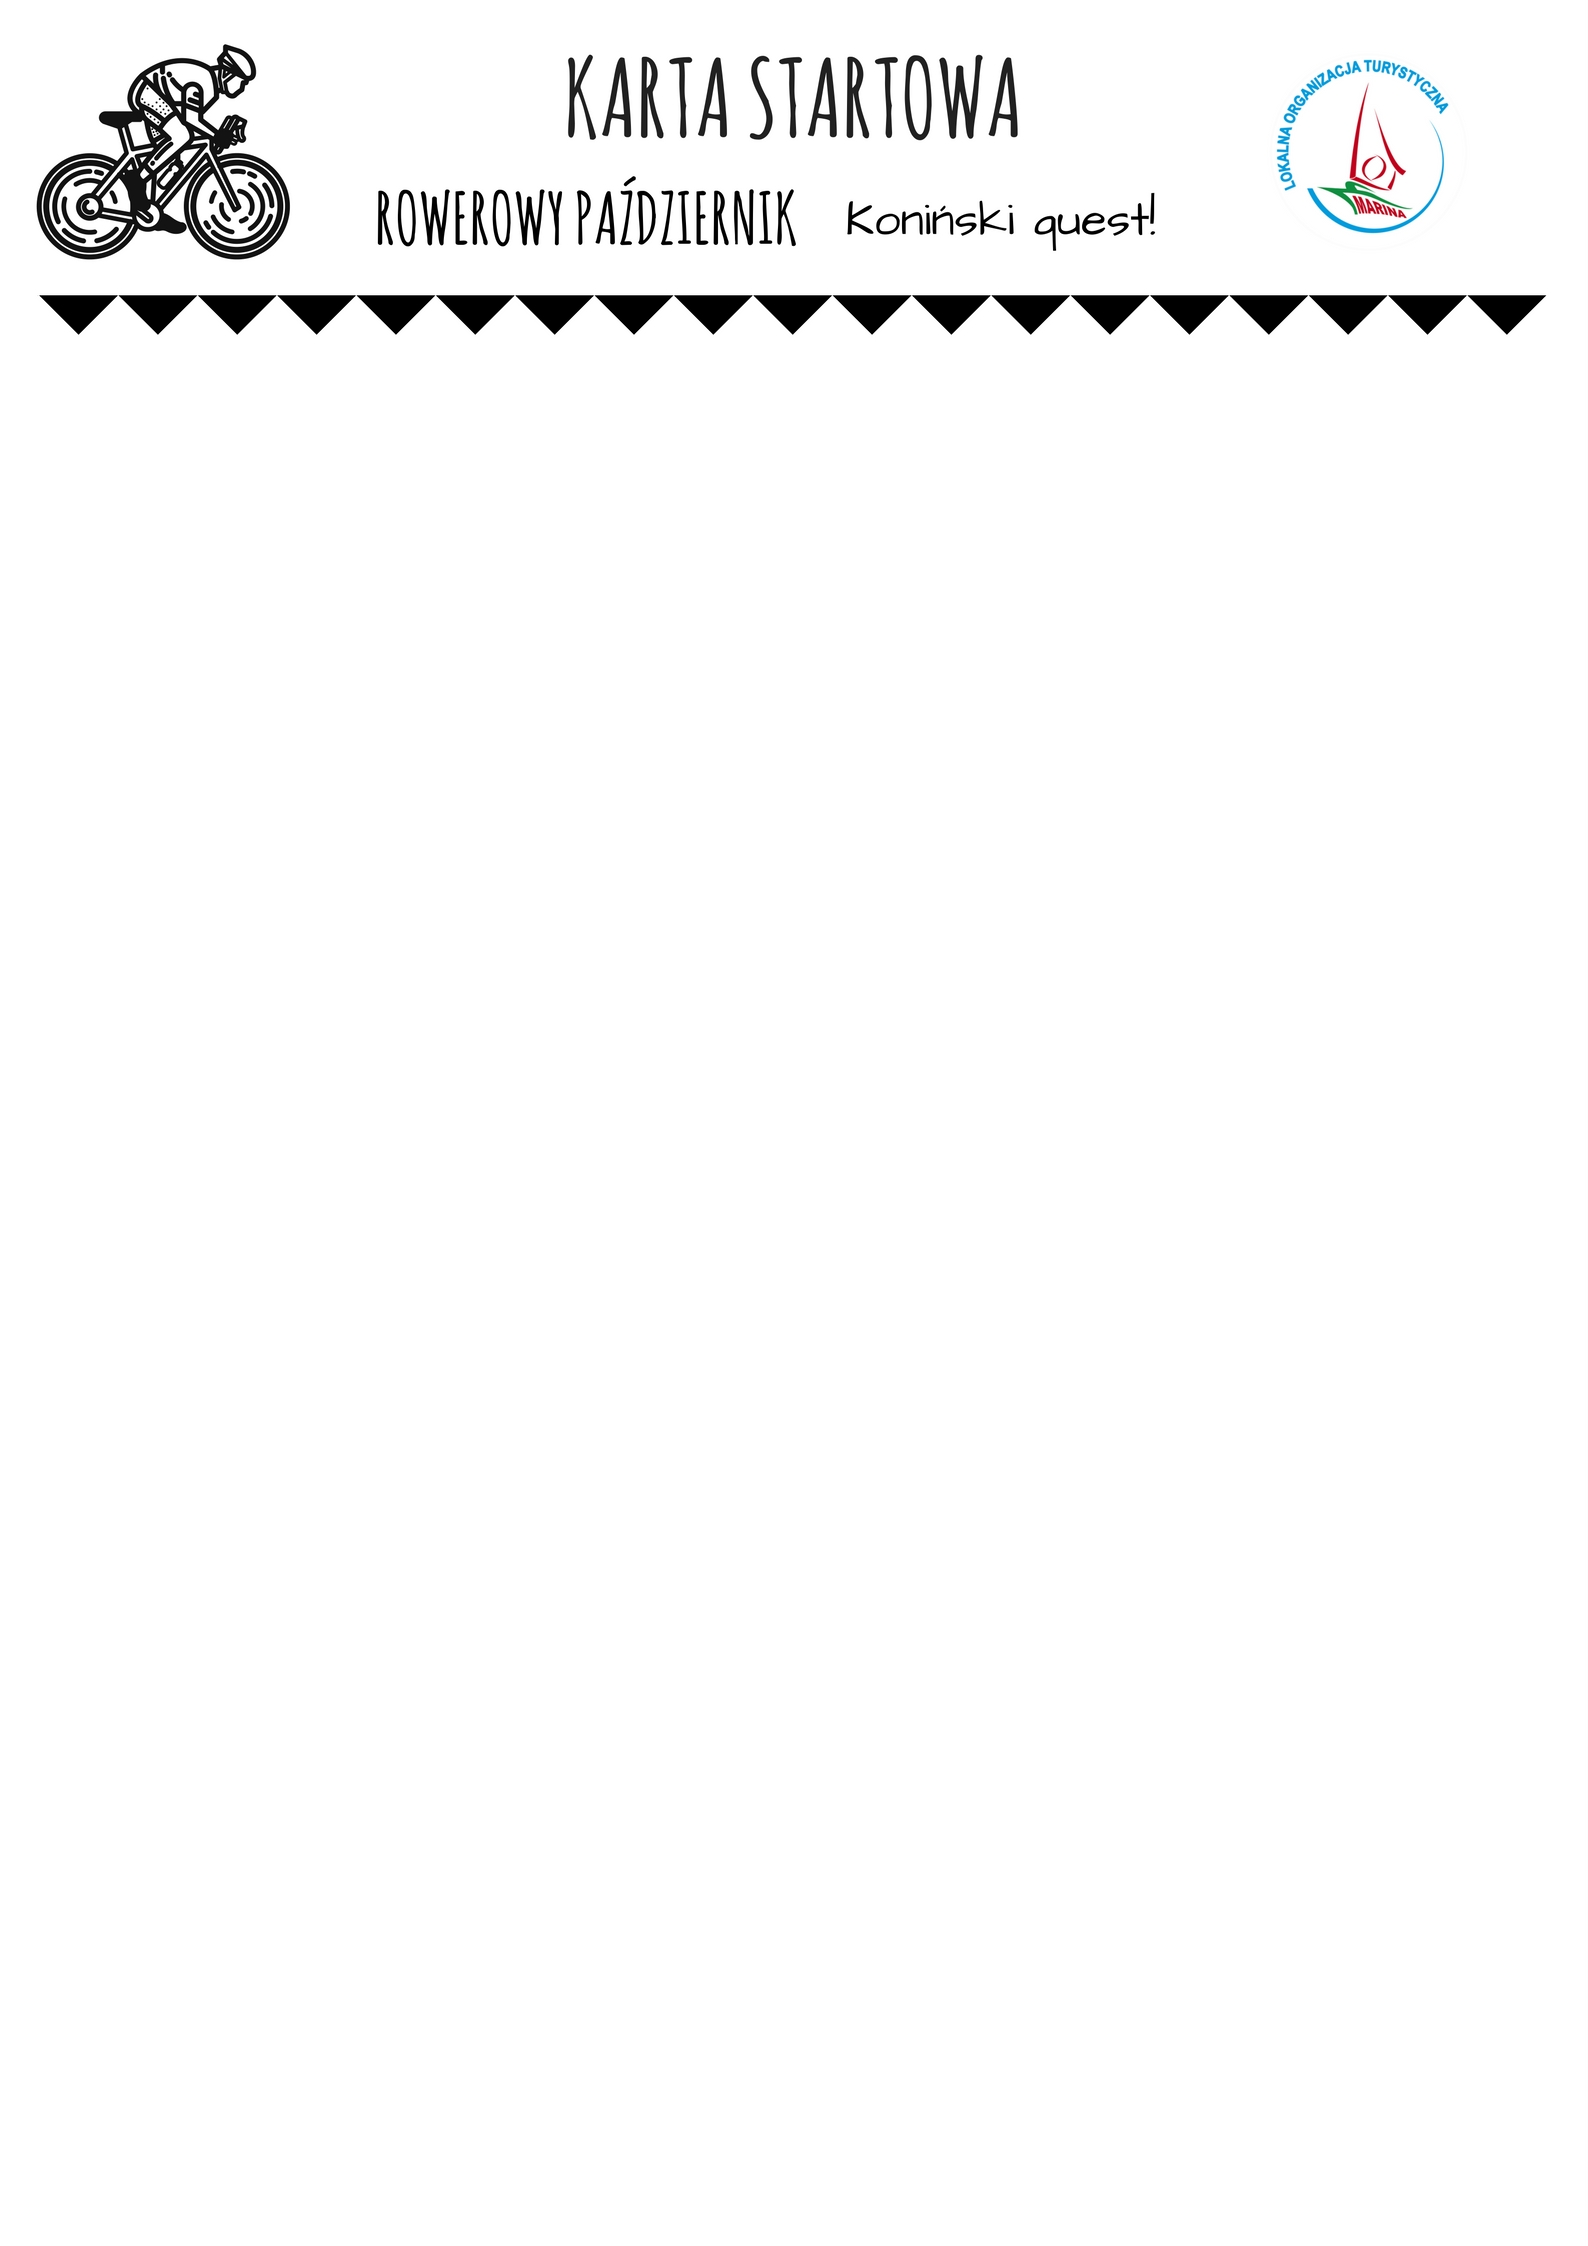 KARTA STARTOWA
ROWEROWY PAŹDZIERNIK Koniński quest!
LOKALNA ORGANIZACJA TURYSTYCZNA
MARINA